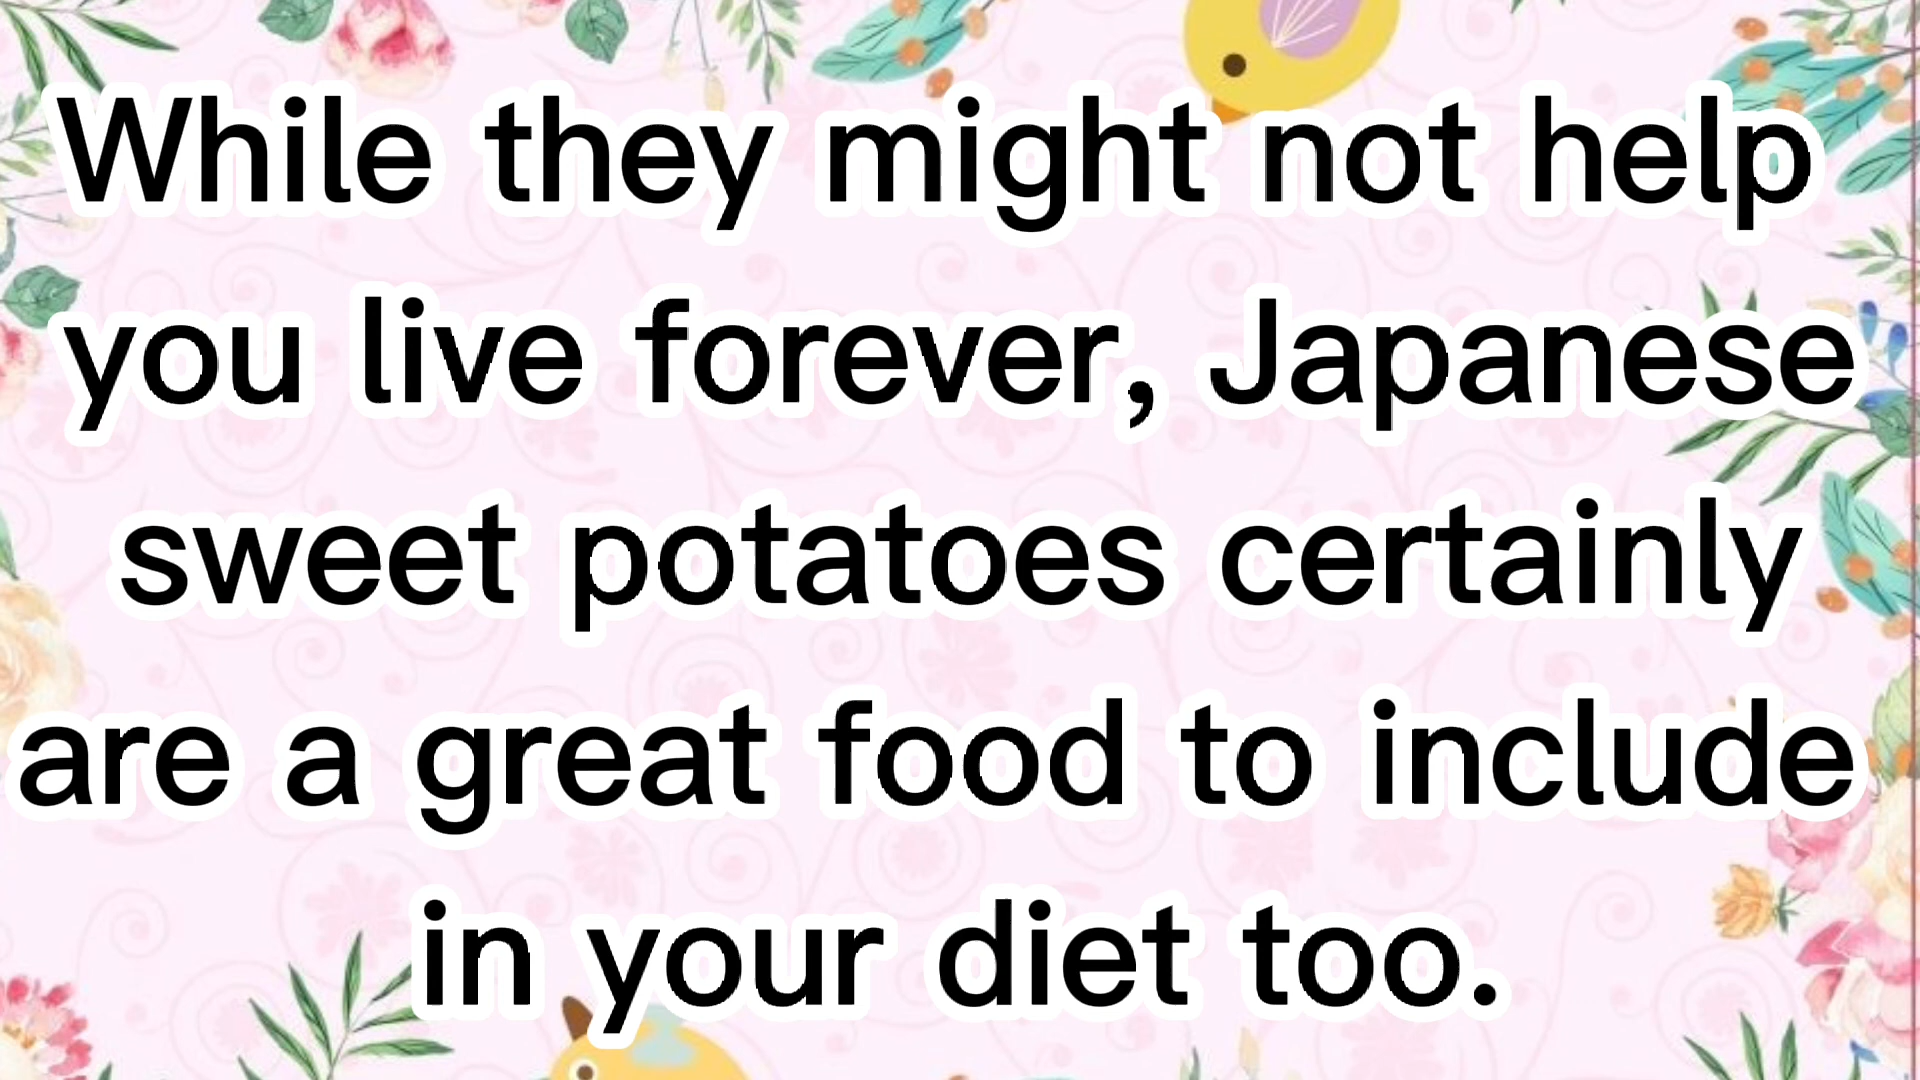 While they might not help
you live forever, Japanese
sweet potatoes certainly
are a great food to include
in your diet too.